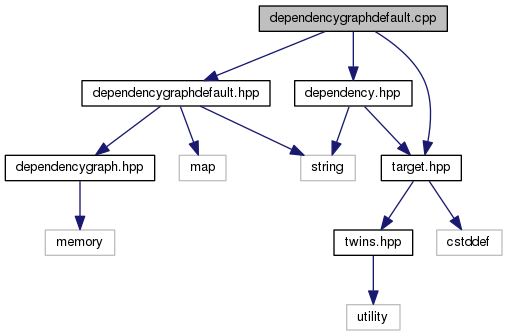 dependencygraphdefault.cpp
dependencygraphdefault.hpp
dependency.hpp
dependencygraph.hpp
map
string
target.hpp
memory
twins.hpp
cstddef
utility